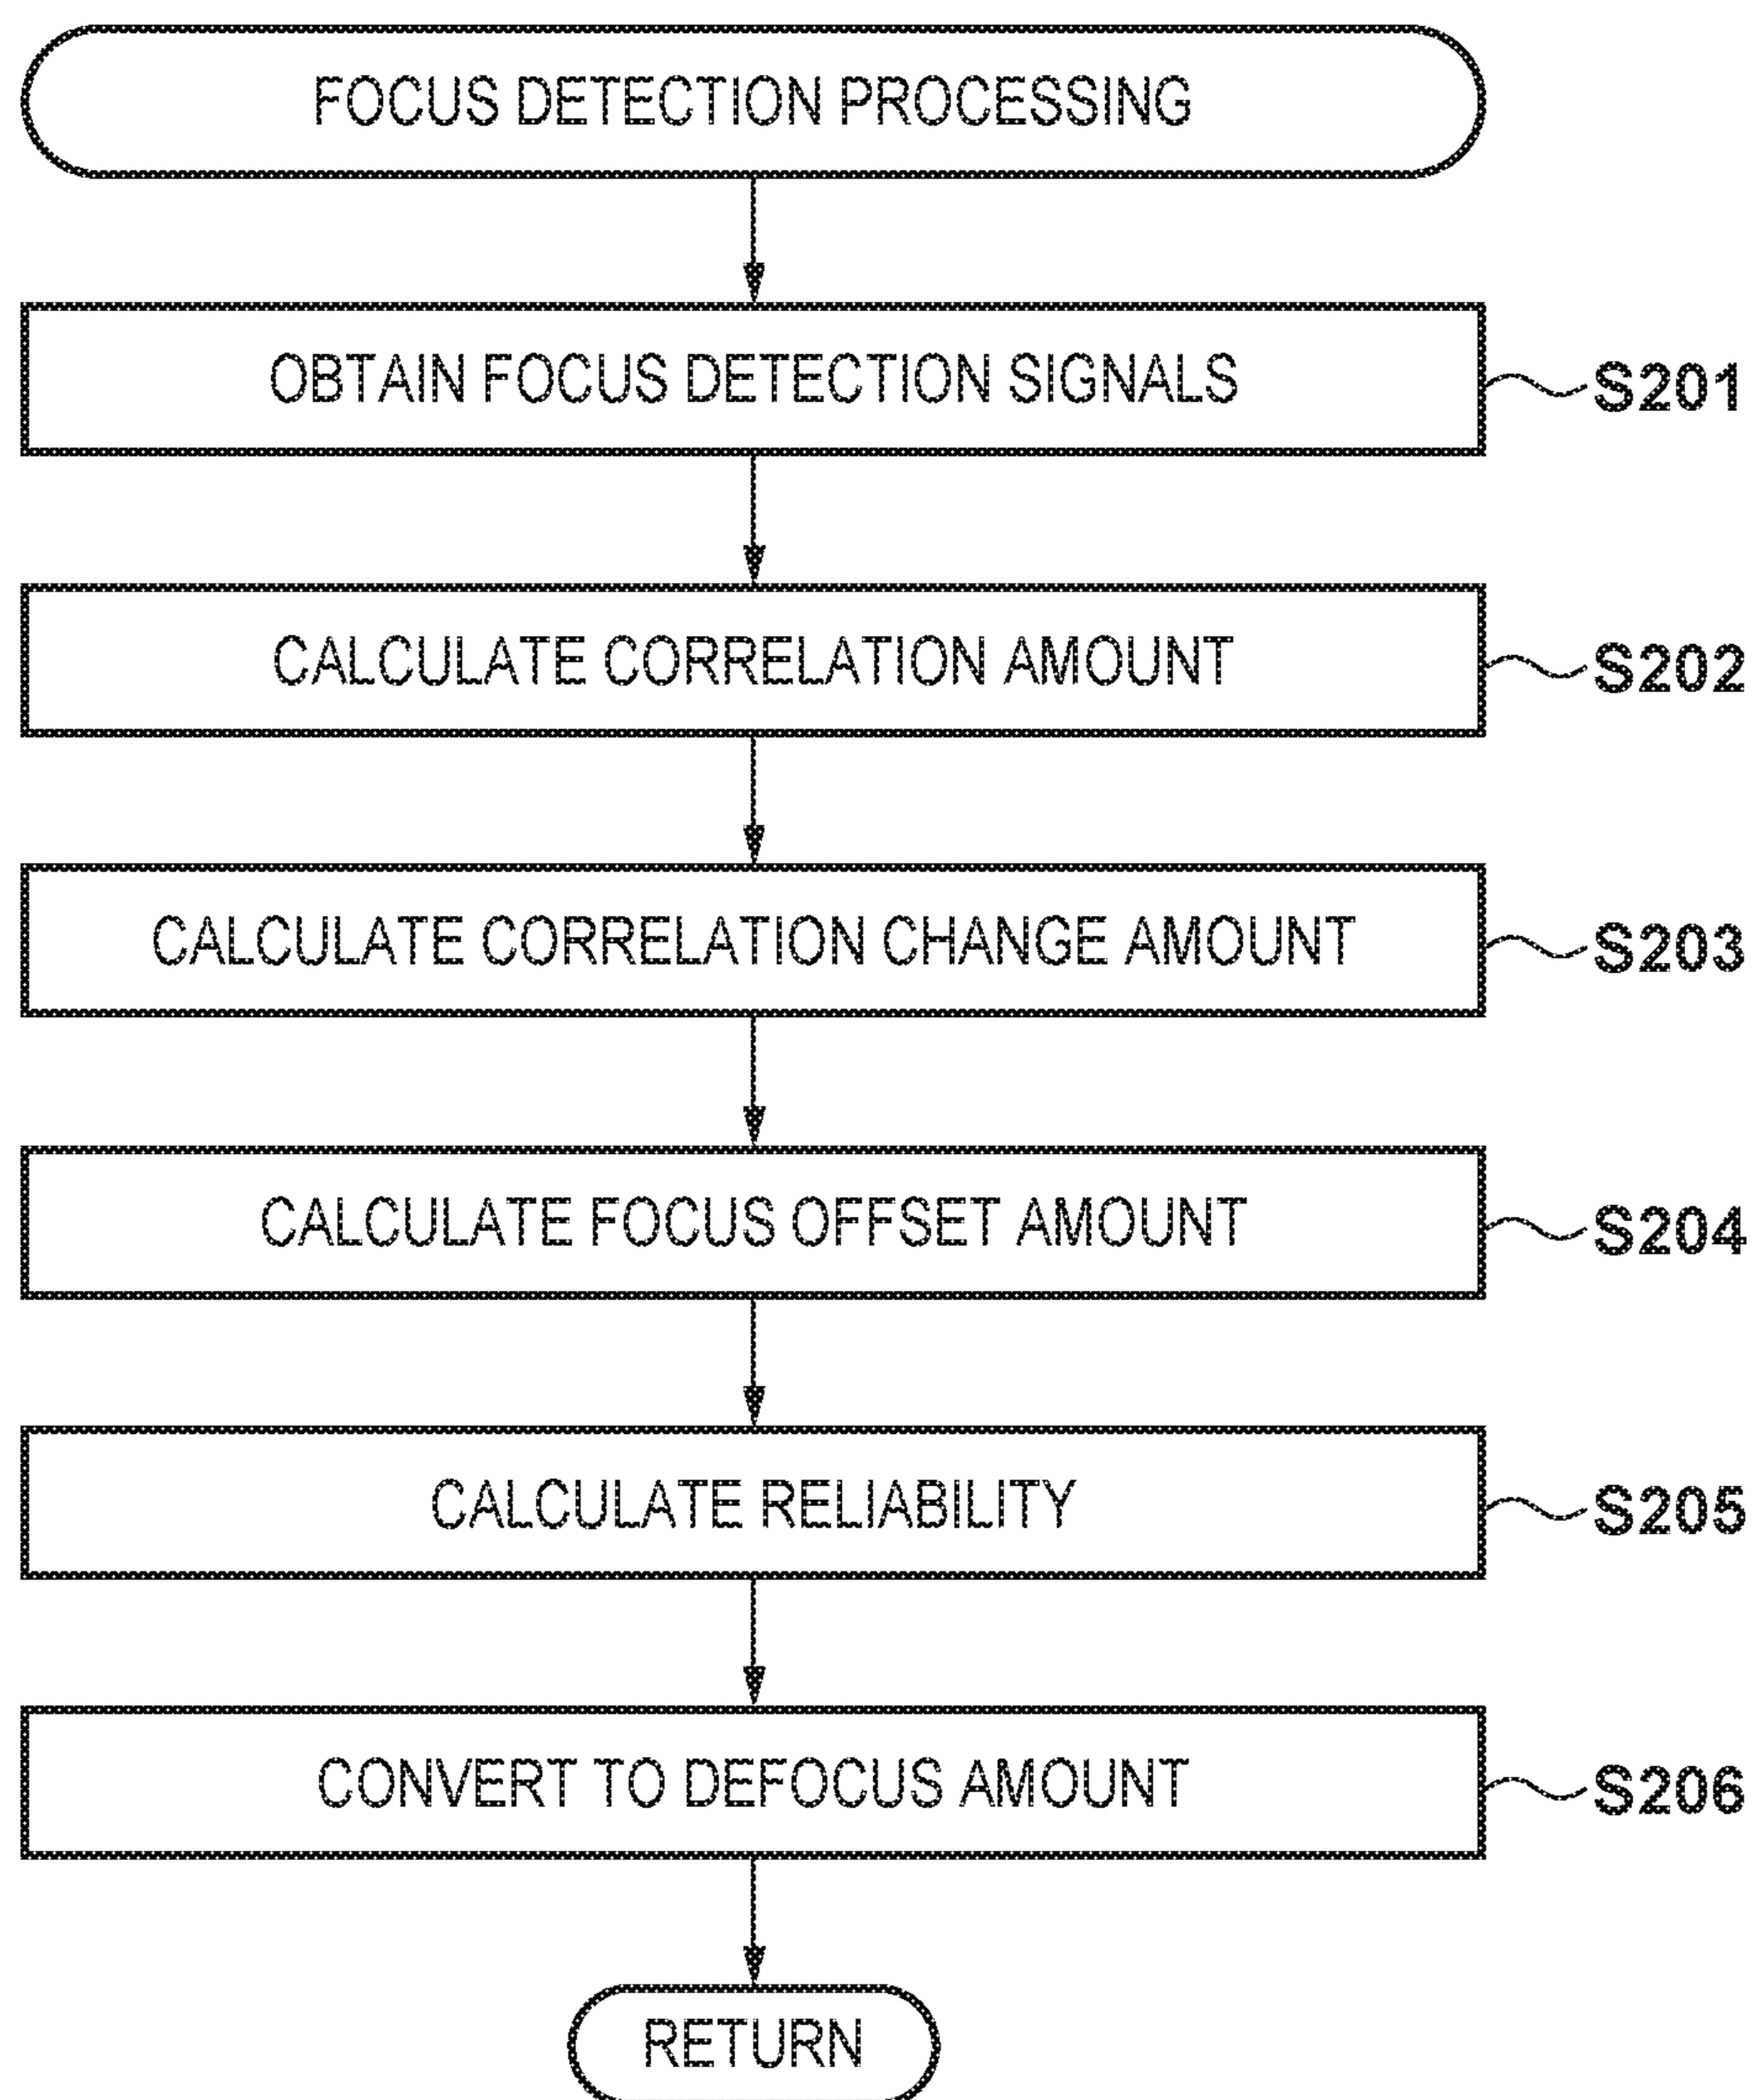 FOCUS DETECTION PROCESSING
OBTAIN FOCUS DETECTION SIGNALS
S201
CALCULATE CORRELATION AMOUNT
S202
CALCULATE CORRELATION CHANGE AMOUNT
S203
CALCULATE FOCUS OFFSET AMOUNT
S204
CALCULATE RELIABILITY
S205
CONVERT TO DEFOCUS AMOUNT
S206
RETURN